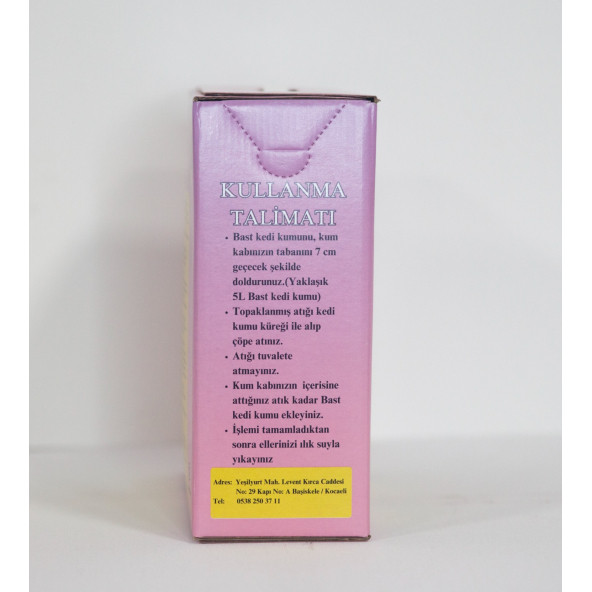 KULLANMA
TALİMATI
• Bast kedi kumunu, kum
kabınızın tabanını 7 cm
geçecek şekilde
doldurunuz.(Yaklaşık
5L Bast kedi kumu)
• Topaklanmış atığı kedi
kumu küreği ile alıp
çöpe atınız.
• Atığı tuvalete
atmayınız.
• Kum kabınızın içerisine
attığınız atık kadar Bast
kedi kumu ekleyiniz.
• İşlemi tamamladıktan
sonra ellerinizi ılık suyla
yıkayınız
Adres: Yeşilyurt Mah. Levent Kırca Caddesi
No: 29 Kapı No: A Başiskele / Kocaeli
Tel: 0538 250 37 11